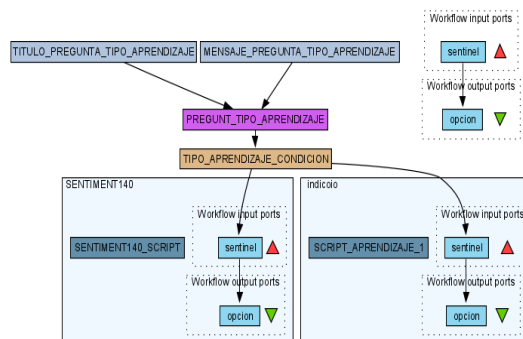 Workflow input ports
sentinel
TITULO_PREGUNTA_TIPO_APRENDIZAJE
MENSAJE_PREGUNTA_TIPO_APRENDIZAJE
Workflow output ports
opcion
PREGUNT_TIPO_APRENDIZAJE
TIPO_APRENDIZAJE_CONDICION
SENTIMENT140
Workflow input ports
SENTIMENT140_SCRIPT
sentinel
Workflow output ports
opcion
indicoio
Workflow input ports
SCRIPT_APRENDIZAJE_1
sentinel
Workflow output ports
opcion